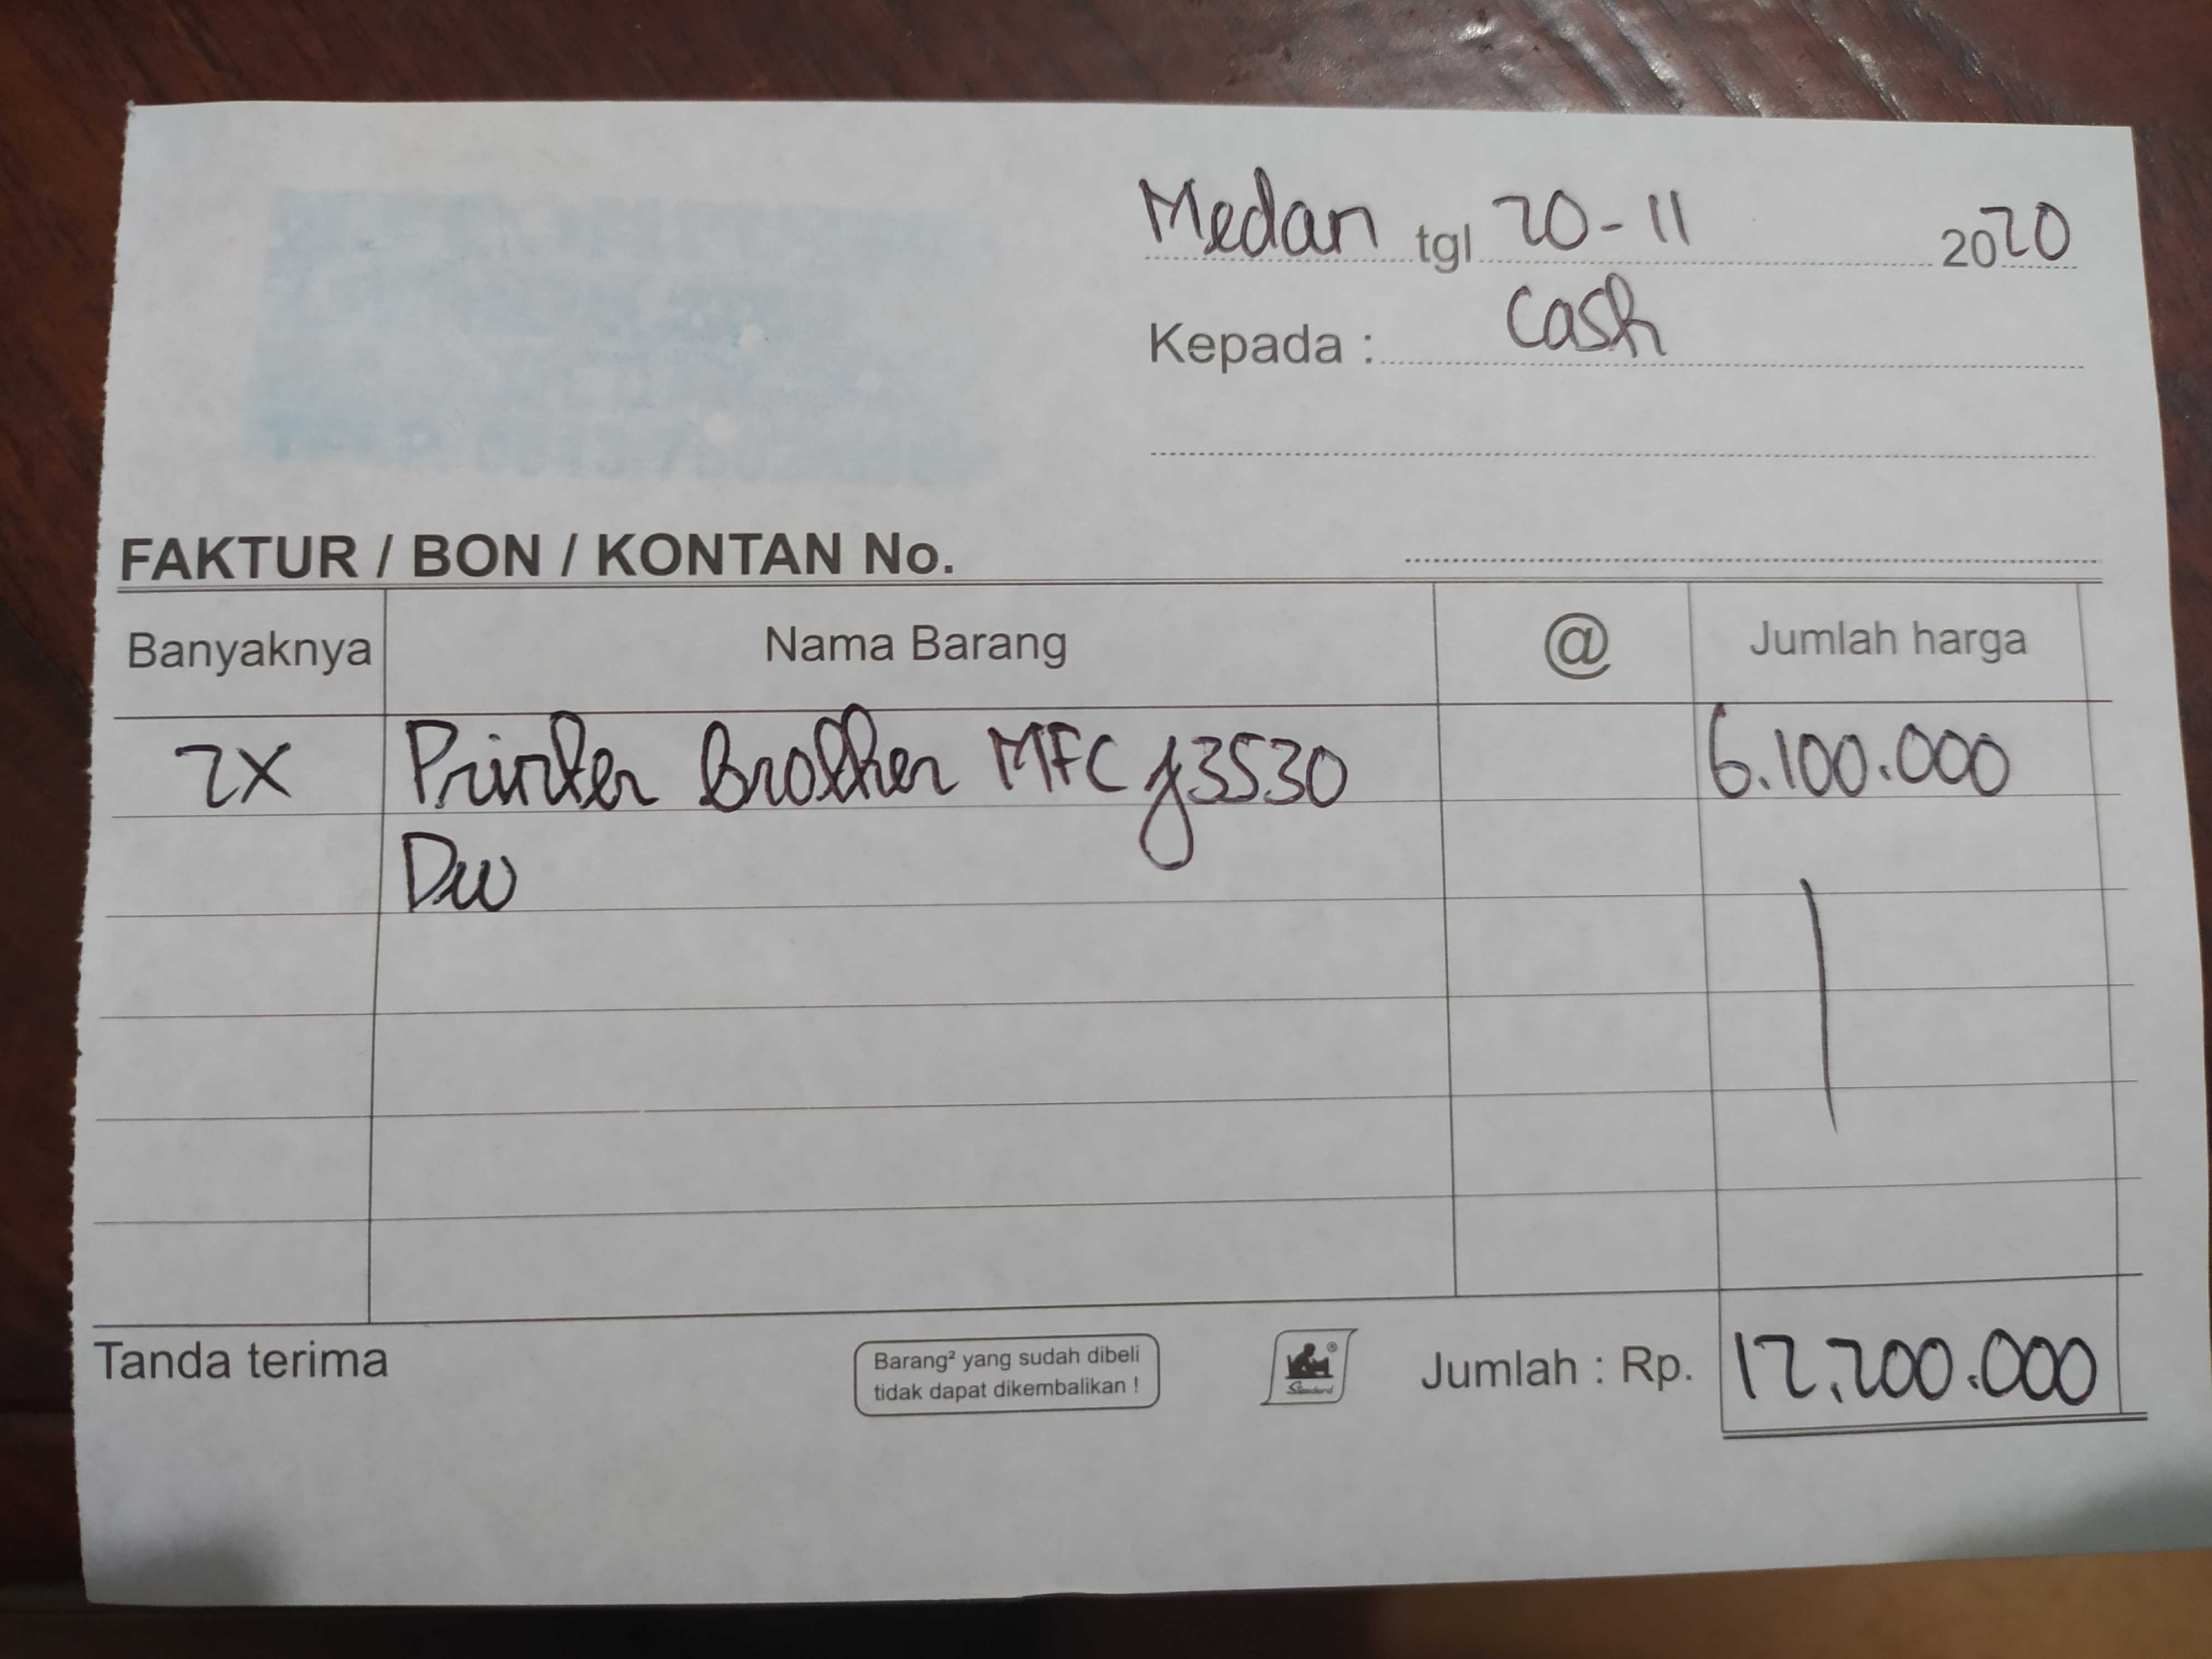 Medan tgl 20-11 2020
Kepada : Cash
FAKTUR / BON / KONTAN No.
Banyaknya Nama Barang @ Jumlah harga
2X Printer Brother MFC J3530 6.100.000
Dw
Tanda terima Barang² yang sudah dibeli Jumlah : Rp. 12.200.000
tidak dapat dikembalikan !
Standard